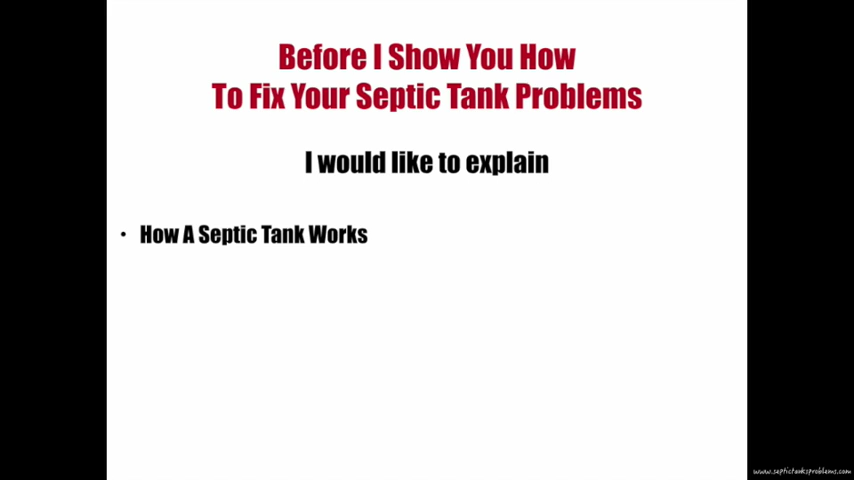 Before I Show You How
To Fix Your Septic Tank Problems
I would like to explain
• How A Septic Tank Works
www.septictanksproblems.com